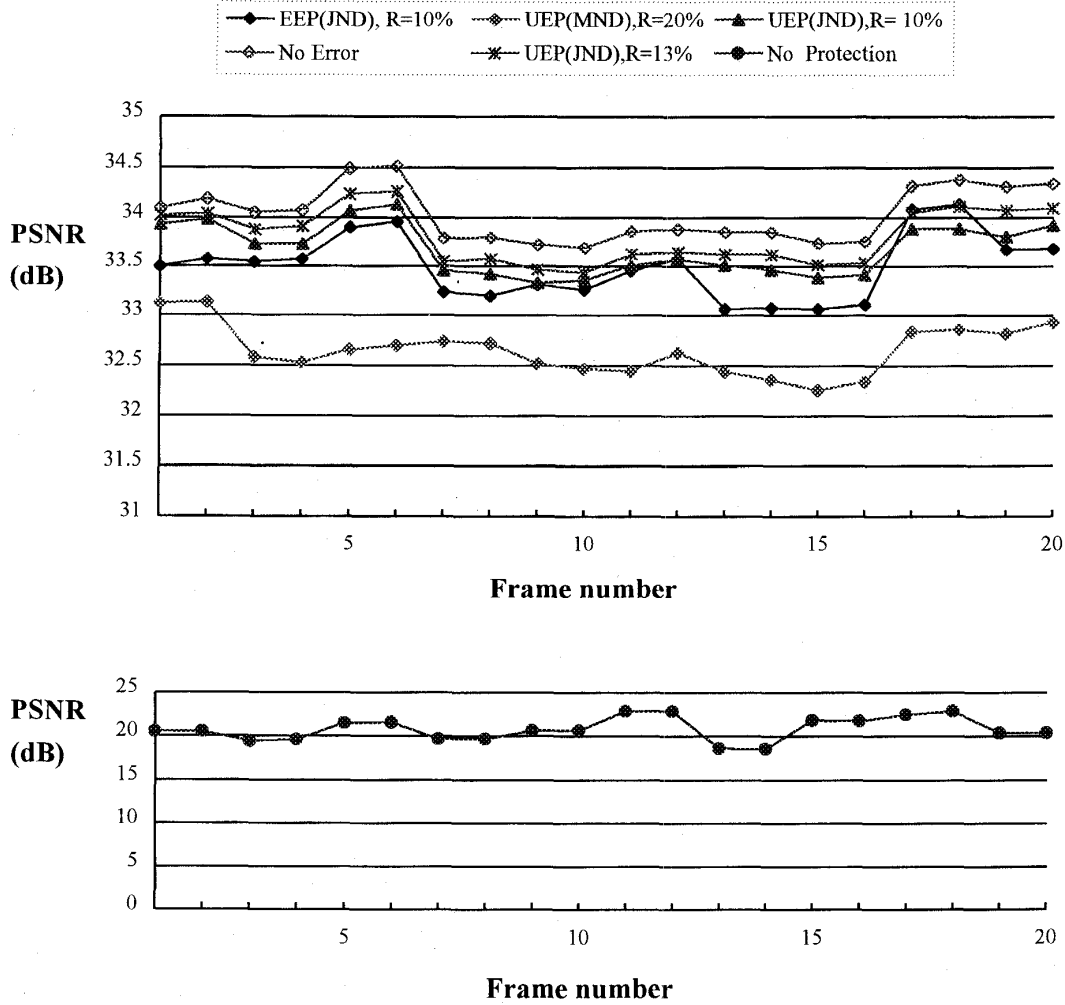 EEP(JND), R=10% UEP(MND),R=20% UEP(JND),R= 10%
No Error UEP(JND),R=13% No Protection
35
34.5
34
33.5
33
32.5
32
31.5
31
PSNR
(dB)
5 10 15 20
Frame number
25
20
15
10
5
0
PSNR
(dB)
5 10 15 20
Frame number